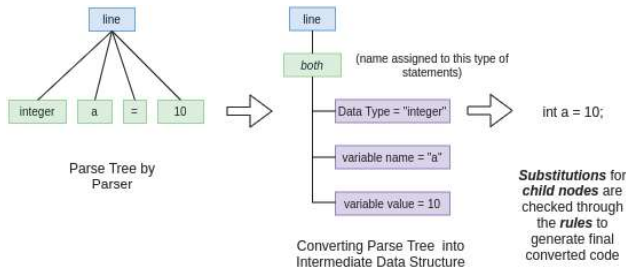 line
integer
a
=
10
Parse Tree by
Parser
line
both
(name assigned to this type of
statements)
Data Type = "integer"
variable name = "a"
variable value = 10
Converting Parse Tree into
Intermediate Data Structure
int a = 10;
Substitutions for
child nodes are
checked through
the rules to
generate final
converted code